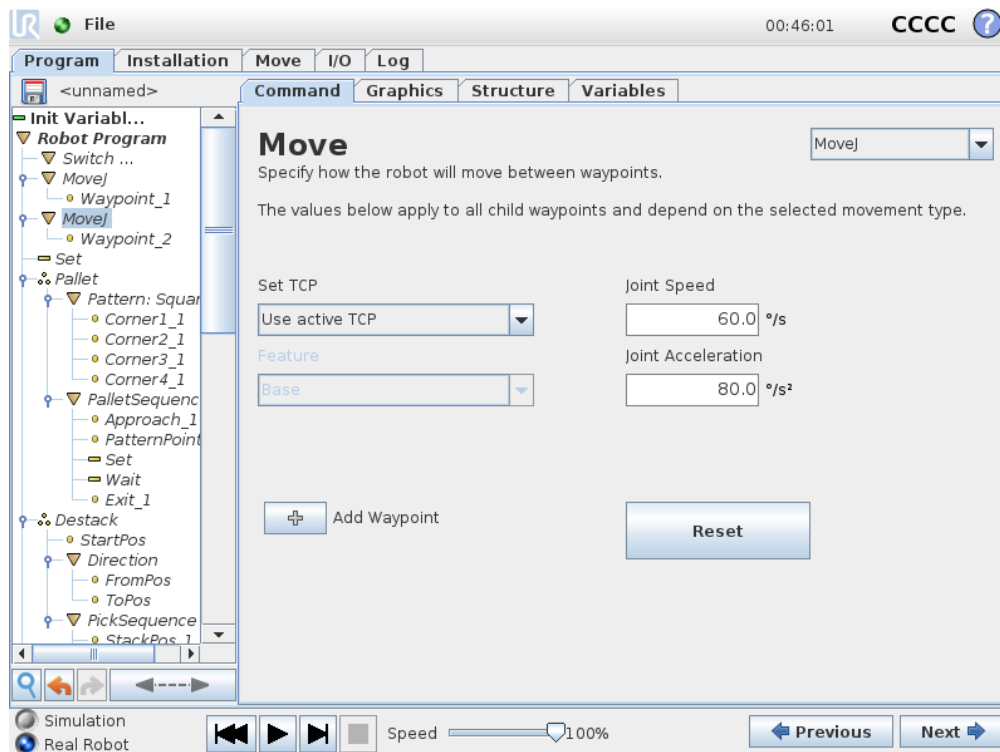 UR File 00:46:01 CCCC ?
Program Installation Move I/O Log
<unnamed> Command Graphics Structure Variables
Init Variabl...
Robot Program
Switch ...
MoveJ
Waypoint_1
MoveJ
Waypoint_2
Set
Pallet
Pattern: Squar
Corner1_1
Corner2_1
Corner3_1
Corner4_1
PalletSequenc
Approach_1
PatternPoint
Set
Wait
Exit_1
Destack
StartPos
Direction
FromPos
ToPos
PickSequence
StackPos_1
Move MoveJ
Specify how the robot will move between waypoints.
The values below apply to all child waypoints and depend on the selected movement type.
Set TCP Joint Speed
Use active TCP 60.0 °/s
Feature Joint Acceleration
Base 80.0 °/s²
Add Waypoint Reset
Simulation
Real Robot
Speed 100% Previous Next